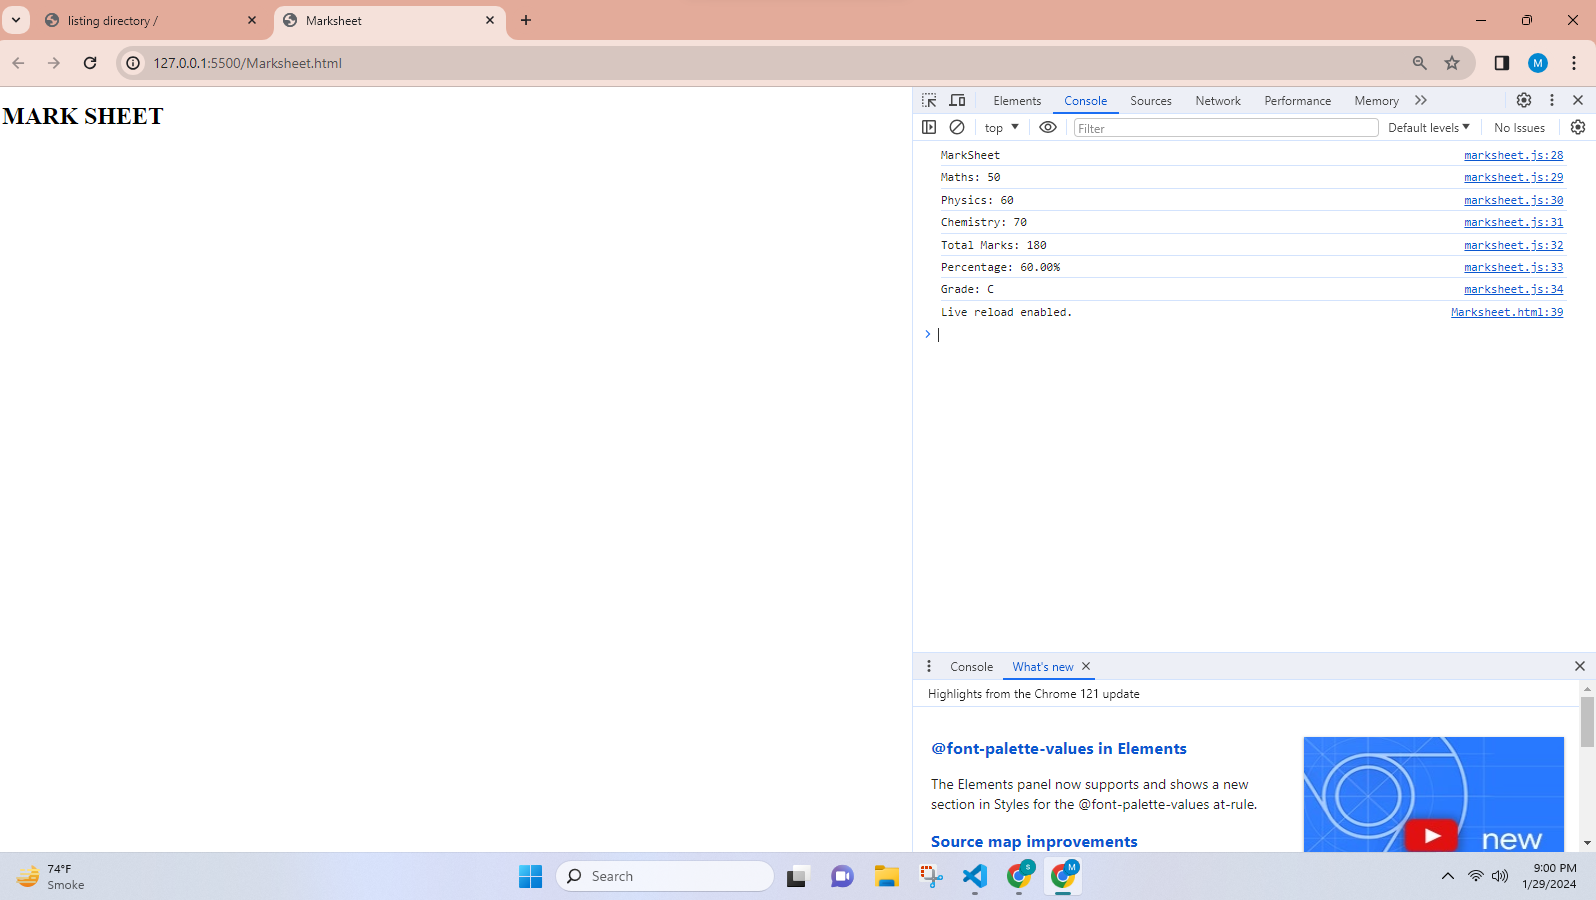 listing directory /
Marksheet
127.0.0.1:5500/Marksheet.html
M
MARK SHEET
Elements Console Sources Network Performance Memory
top Filter Default levels No Issues
MarkSheet marksheet.js:28
Maths: 50 marksheet.js:29
Physics: 60 marksheet.js:30
Chemistry: 70 marksheet.js:31
Total Marks: 180 marksheet.js:32
Percentage: 60.00% marksheet.js:33
Grade: C marksheet.js:34
Live reload enabled. Marksheet.html:39
Console What's new
Highlights from the Chrome 121 update
@font-palette-values in Elements
The Elements panel now supports and shows a new
section in Styles for the @font-palette-values at-rule.
Source map improvements
new
74°F
Smoke
Search
S
M
9:00 PM
1/29/2024